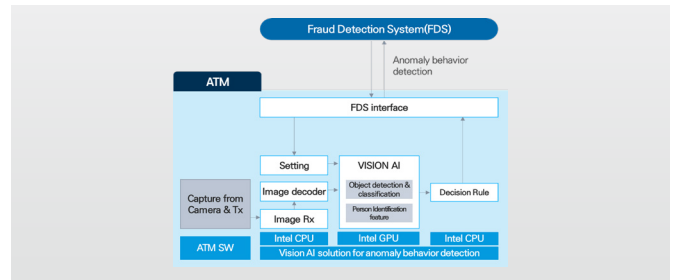 Fraud Detection System(FDS)
Anomaly behavior
detection
ATM
FDS interface
Setting
VISION AI
Image decoder
Object detection &
classification
Capture from
Camera & Tx
Decision Rule
Person Identification
feature
Image Rx
Intel CPU
Intel GPU
Intel CPU
ATM SW
Vision AI solution for anomaly behavior detection